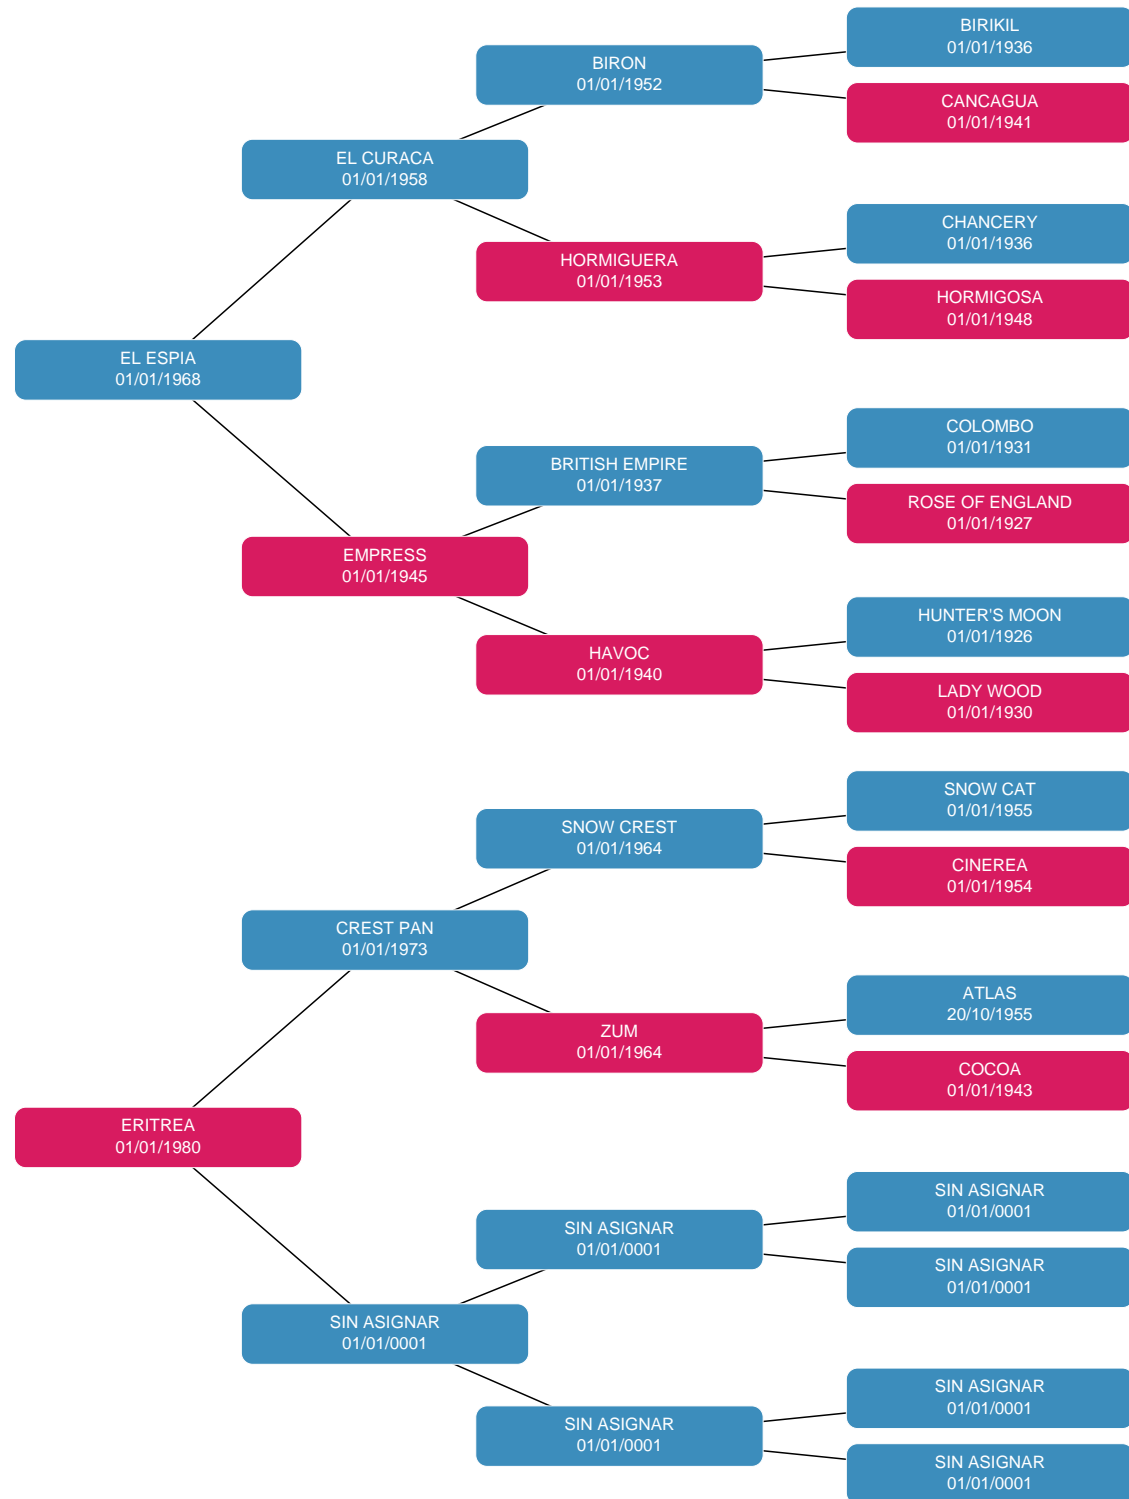 BIRIKIL
01/01/1936
BIRON
01/01/1952
CANCAGUA
01/01/1941
EL CURACA
01/01/1958
CHANCERY
01/01/1936
HORMIGUERA
01/01/1953
HORMIGOSA
01/01/1948
EL ESPIA
01/01/1968
COLOMBO
01/01/1931
BRITISH EMPIRE
01/01/1937
ROSE OF ENGLAND
01/01/1927
EMPRESS
01/01/1945
HUNTER'S MOON
01/01/1926
HAVOC
01/01/1940
LADY WOOD
01/01/1930
SNOW CAT
01/01/1955
SNOW CREST
01/01/1964
CINEREA
01/01/1954
CREST PAN
01/01/1973
ATLAS
20/10/1955
ZUM
01/01/1964
COCOA
01/01/1943
ERITREA
01/01/1980
SIN ASIGNAR
01/01/0001
SIN ASIGNAR
01/01/0001
SIN ASIGNAR
01/01/0001
SIN ASIGNAR
01/01/0001
SIN ASIGNAR
01/01/0001
SIN ASIGNAR
01/01/0001
SIN ASIGNAR
01/01/0001